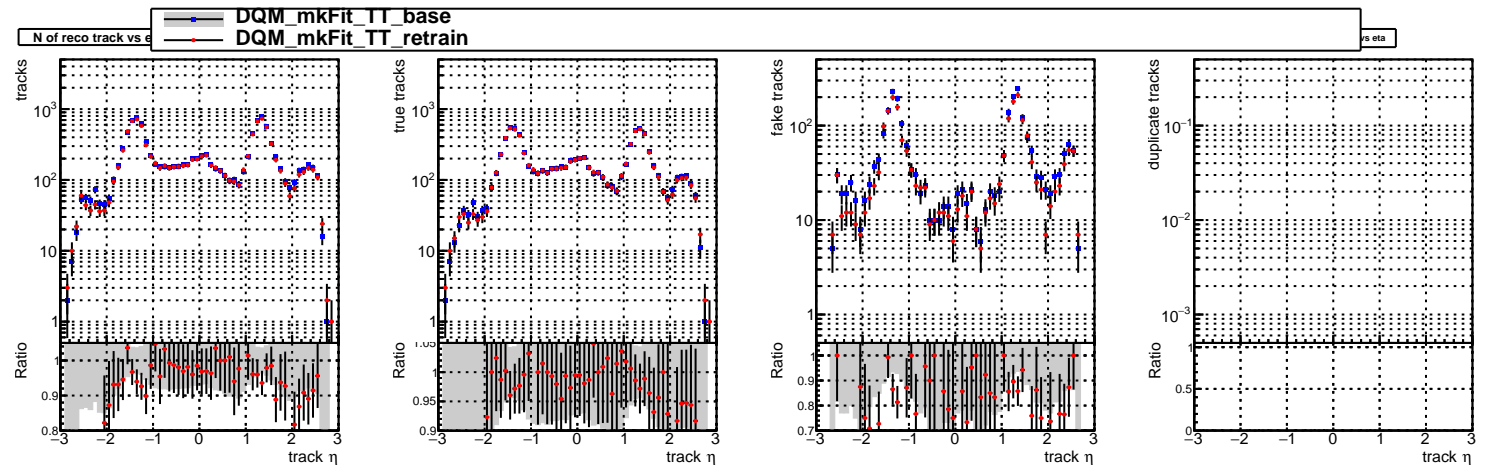 DQM_mkFit_TT_base
DQM_mkFit_TT_retrain
N of reco track vs e
vs eta
tracks
10³
10²
10
1
Ratio
1
0.9
0.8
−3 −2 −1 0 1 2 3
track η
true tracks
10³
10²
10
1
Ratio
1.05
1
0.95
0.9
−3 −2 −1 0 1 2 3
track η
fake tracks
10²
10
1
Ratio
1
0.9
0.8
0.7
−3 −2 −1 0 1 2 3
track η
duplicate tracks
10⁻¹
10⁻²
10⁻³
Ratio
1
0.5
0
−3 −2 −1 0 1 2 3
track η